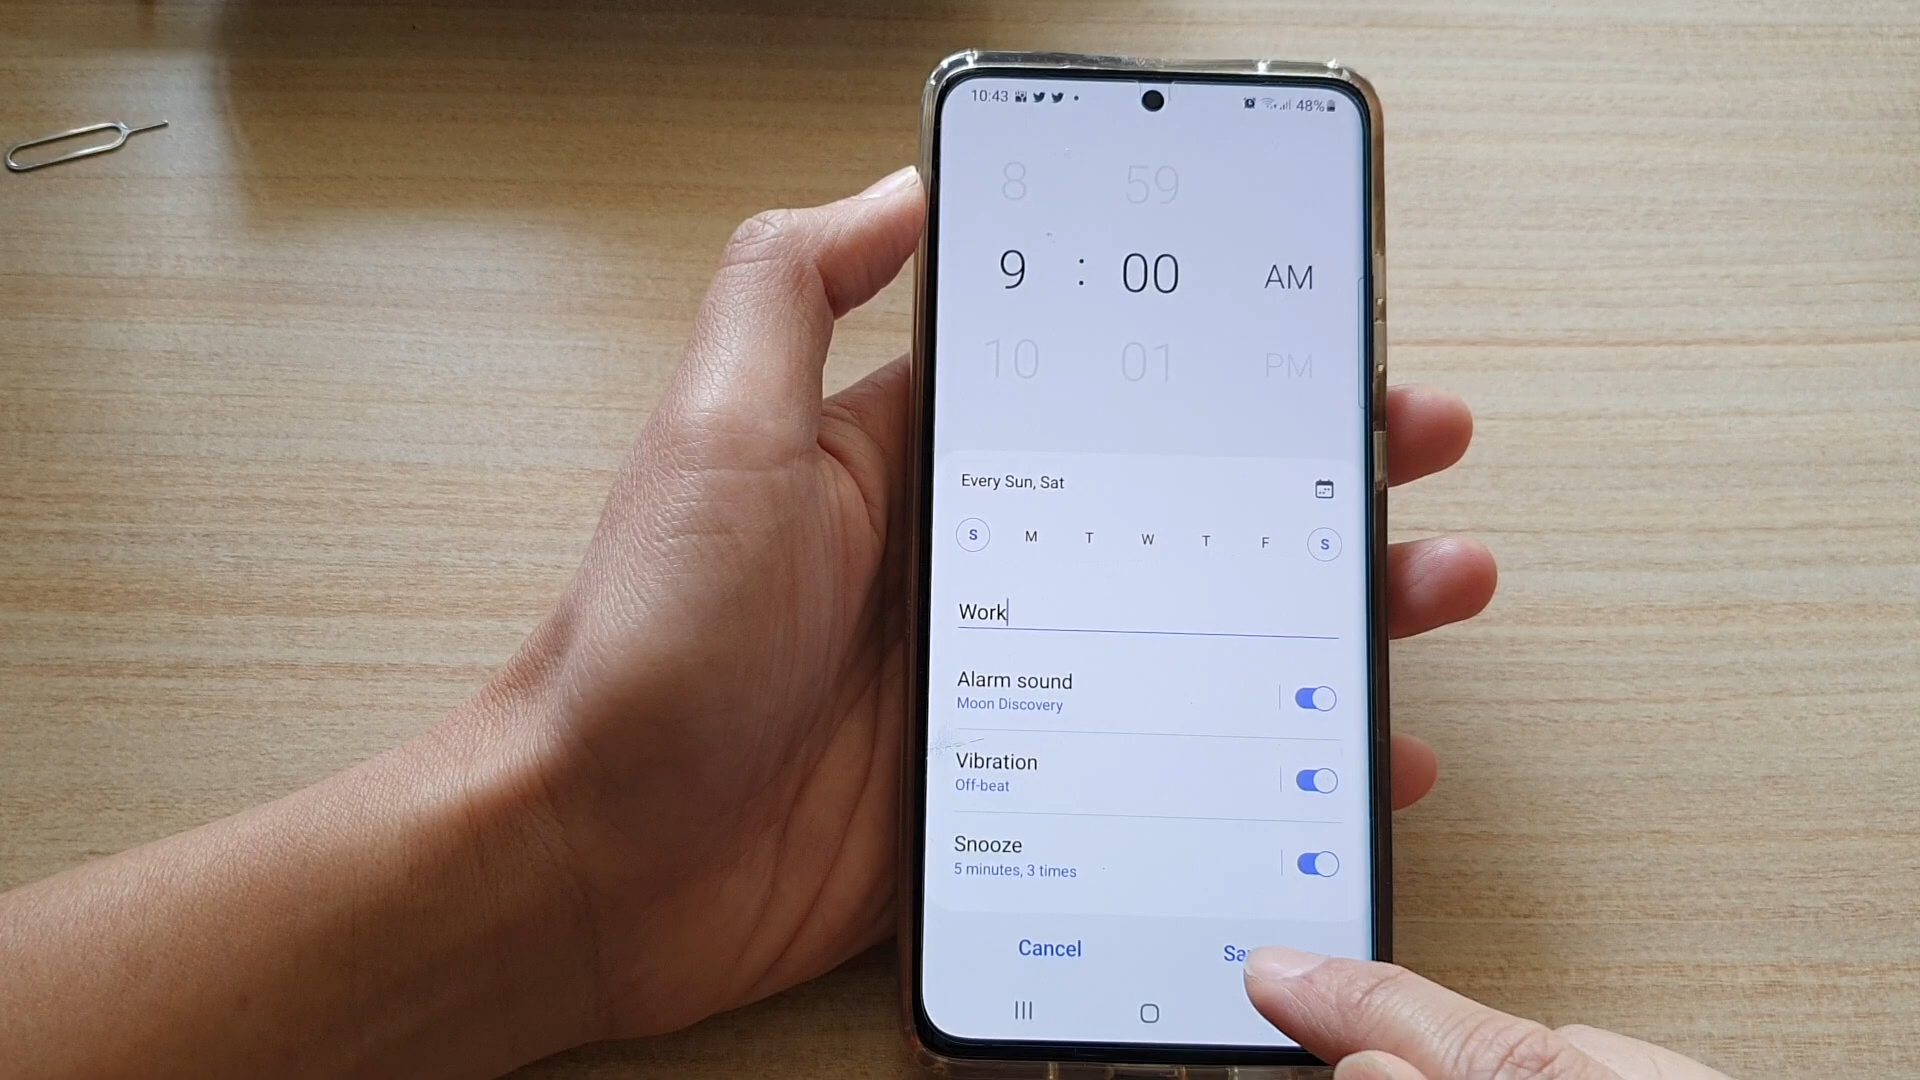 10:43 48%
8 59
9 : 00 AM
10 01 PM
Every Sun, Sat
S M T W T F S
Work
Alarm sound
Moon Discovery
Vibration
Off-beat
Snooze
5 minutes, 3 times
Cancel